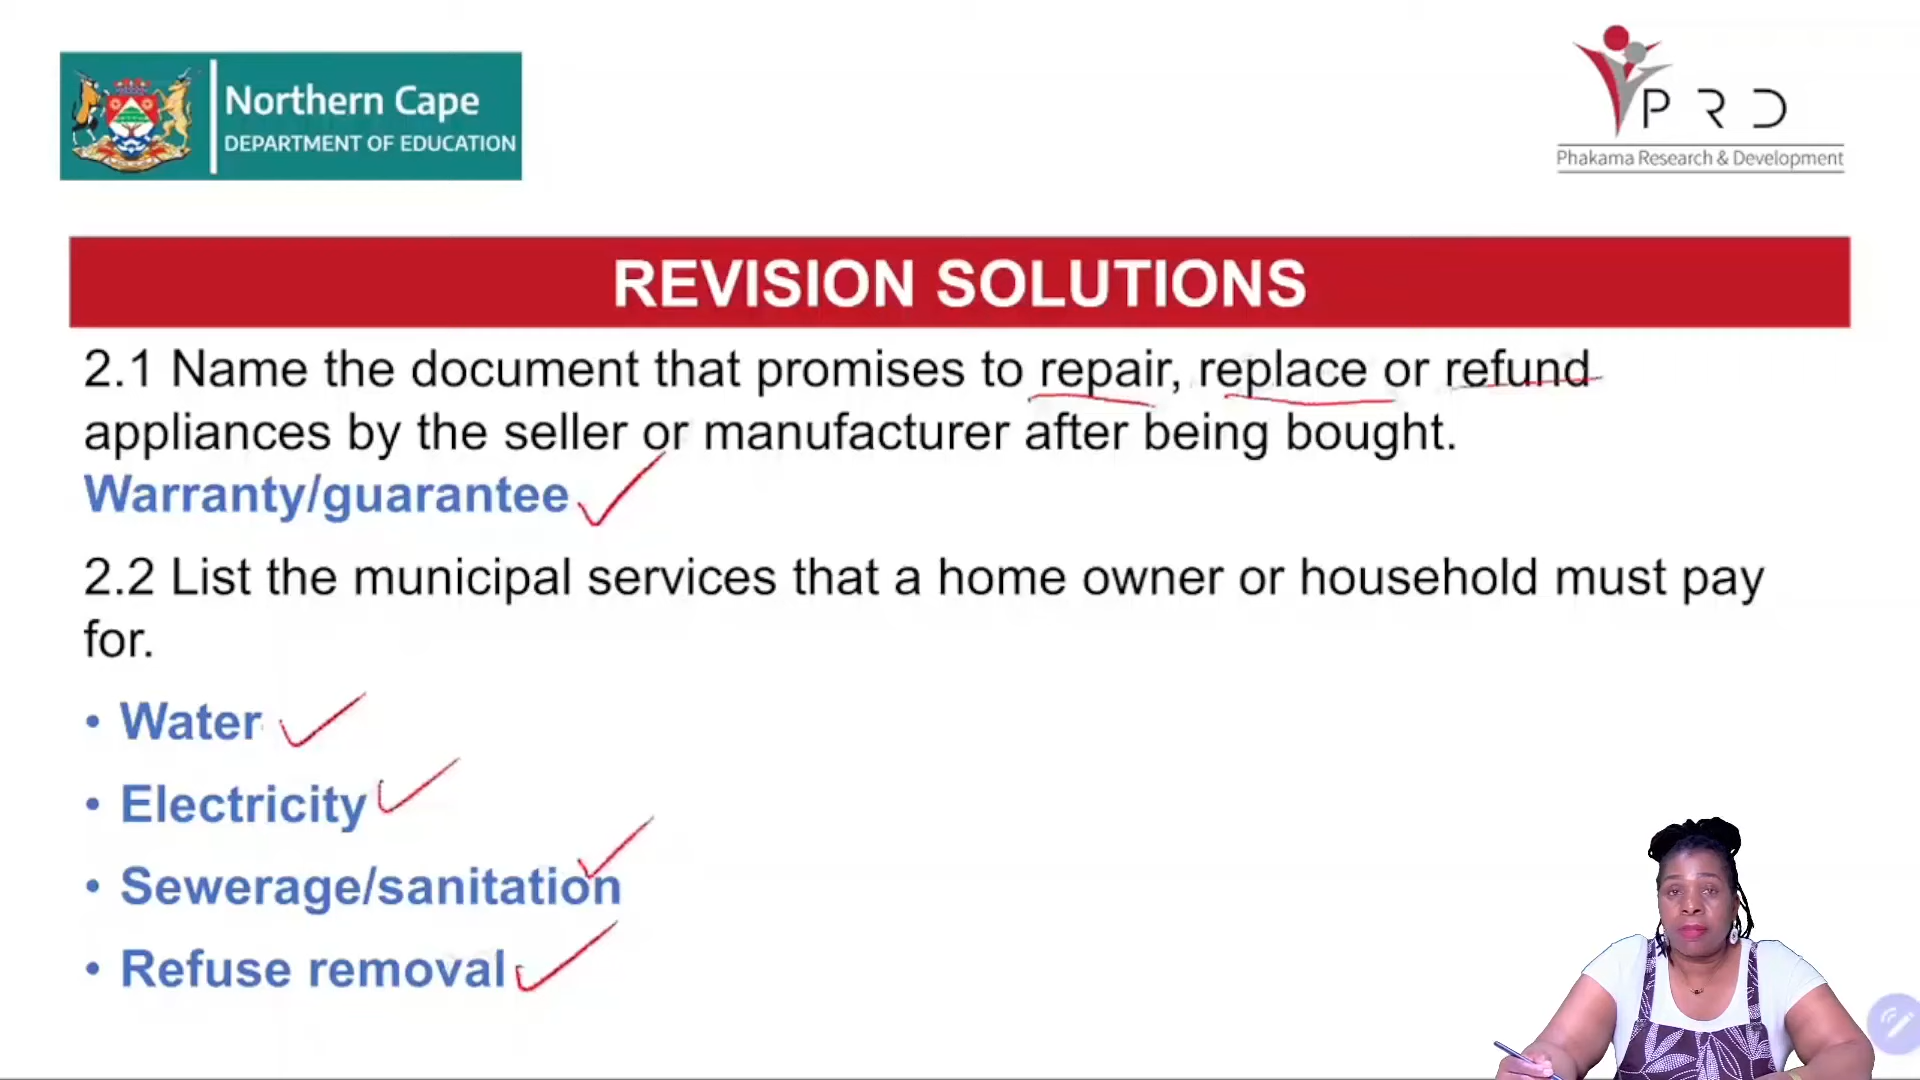 Northern Cape
DEPARTMENT OF EDUCATION
P R D
Phakama Research & Development
REVISION SOLUTIONS
2.1 Name the document that promises to repair, replace or refund
appliances by the seller or manufacturer after being bought.
Warranty/guarantee
2.2 List the municipal services that a home owner or household must pay
for.
• Water
• Electricity
• Sewerage/sanitation
• Refuse removal